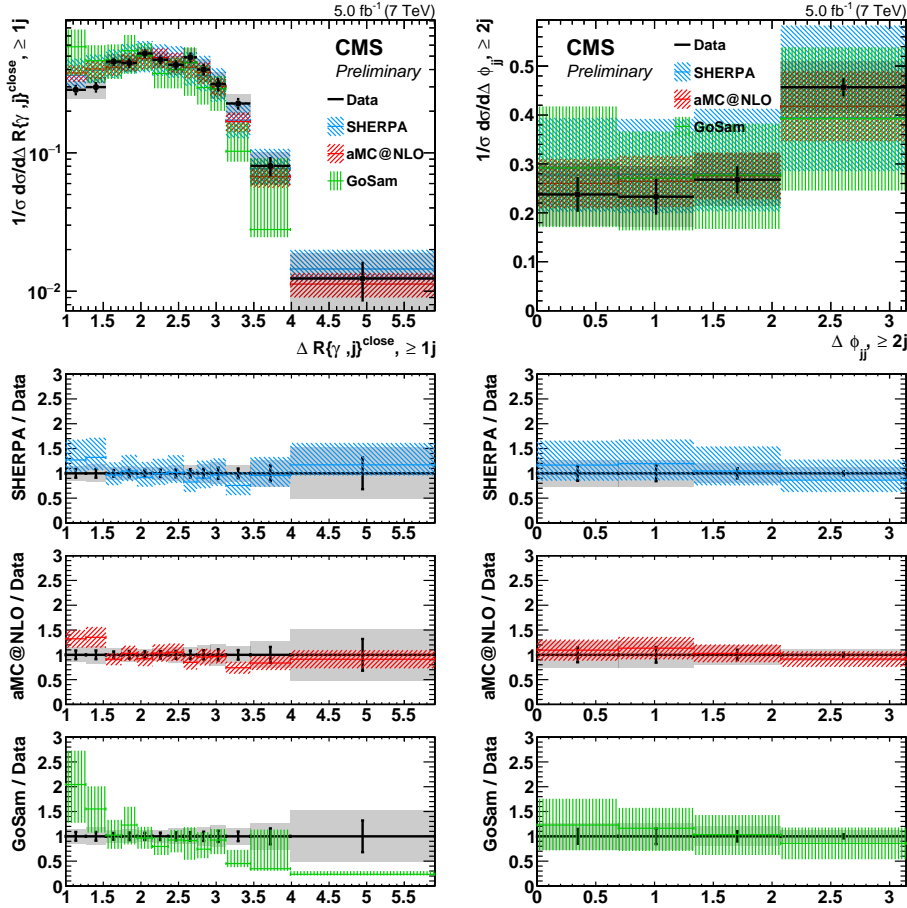 5.0 fb⁻¹ (7 TeV)
1/σ dσ/dΔ R{γ ,j}^close, ≥ 1j
CMS
Preliminary
Data
SHERPA
aMC@NLO
GoSam
10⁻¹
10⁻²
1 1.5 2 2.5 3 3.5 4 4.5 5 5.5
Δ R{γ ,j}^close, ≥ 1j
5.0 fb⁻¹ (7 TeV)
1/σ dσ/dΔ ϕ_jj, ≥ 2j
CMS
Preliminary
Data
SHERPA
aMC@NLO
GoSam
0.5
0.4
0.3
0.2
0.1
0
0 0.5 1 1.5 2 2.5 3
Δ ϕ_jj, ≥ 2j
SHERPA / Data
3
2.5
2
1.5
1
0.5
0
1 1.5 2 2.5 3 3.5 4 4.5 5 5.5
SHERPA / Data
3
2.5
2
1.5
1
0.5
0
0 0.5 1 1.5 2 2.5 3
aMC@NLO / Data
3
2.5
2
1.5
1
0.5
0
1 1.5 2 2.5 3 3.5 4 4.5 5 5.5
aMC@NLO / Data
3
2.5
2
1.5
1
0.5
0
0 0.5 1 1.5 2 2.5 3
GoSam / Data
3
2.5
2
1.5
1
0.5
0
1 1.5 2 2.5 3 3.5 4 4.5 5 5.5
GoSam / Data
3
2.5
2
1.5
1
0.5
0
0 0.5 1 1.5 2 2.5 3